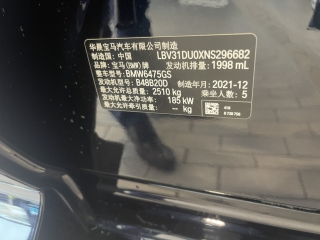 华晨宝马汽车有限公司制造
制造国：中国 LBV31DU0XNS296682
品牌：宝马(BMW)牌 发动机排量：1998 mL
整车型号：BMW6475GS
发动机型号：B48B20D 制造年月：2021-12
最大允许总质量：2510 kg 乘坐人数：5
发动机最大净功率：185 kW
最大允许牵引质量：— kg